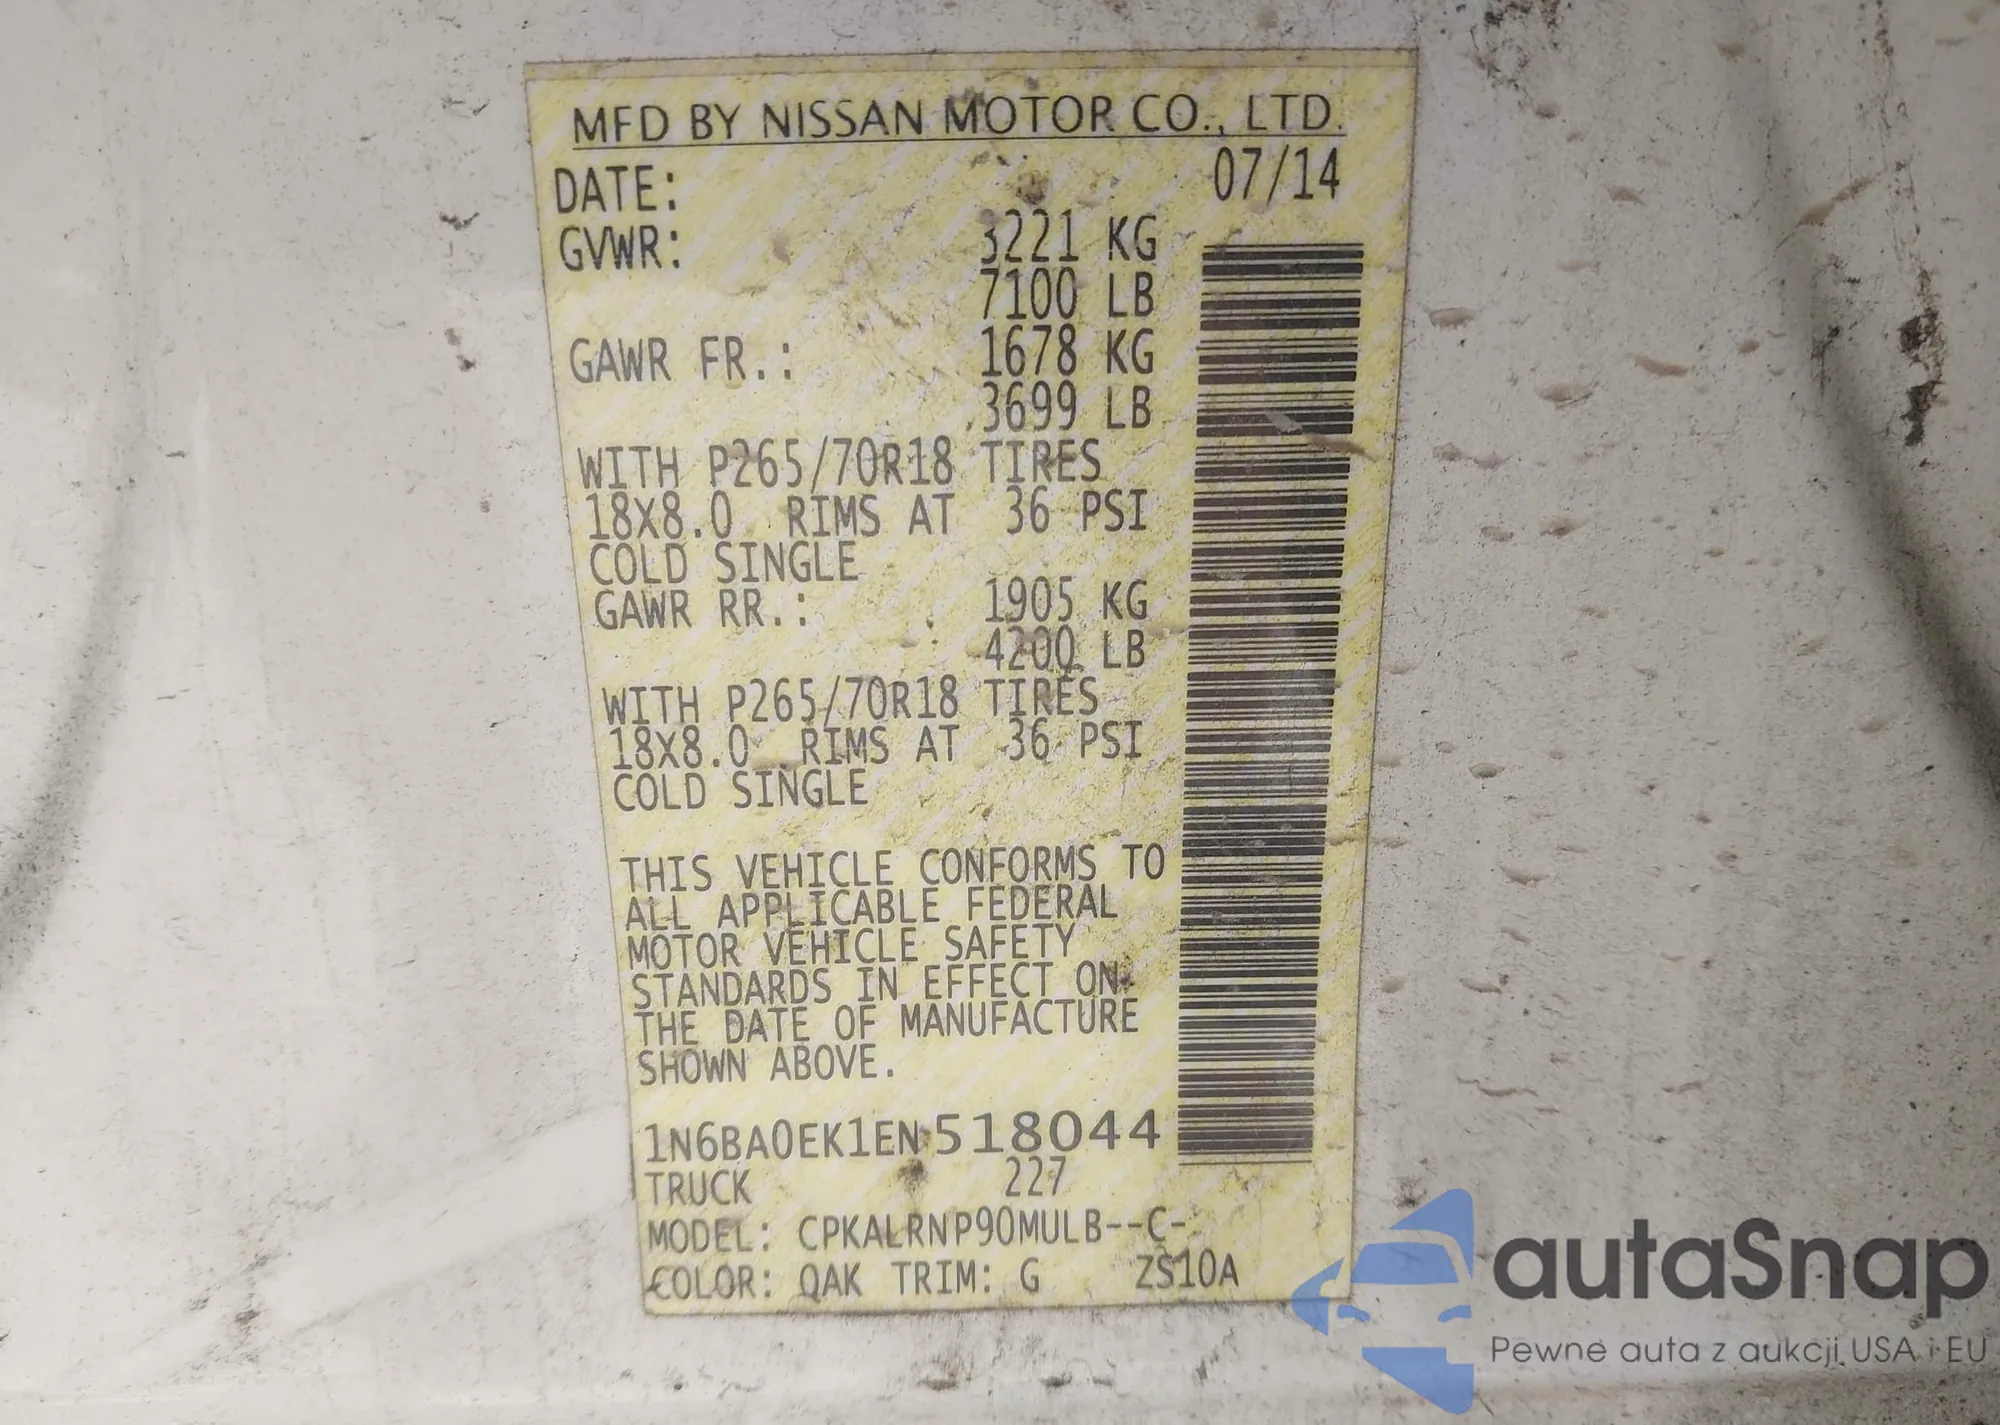 MFD BY NISSAN MOTOR CO., LTD.
DATE: 07/14
GVWR: 3221 KG
7100 LB
GAWR FR.: 1678 KG
3699 LB
WITH P265/70R18 TIRES
18X8.0 RIMS AT 36 PSI
COLD SINGLE
GAWR RR.: 1905 KG
4200 LB
WITH P265/70R18 TIRES
18X8.0 RIMS AT 36 PSI
COLD SINGLE
THIS VEHICLE CONFORMS TO
ALL APPLICABLE FEDERAL
MOTOR VEHICLE SAFETY
STANDARDS IN EFFECT ON
THE DATE OF MANUFACTURE
SHOWN ABOVE.
1N6BA0EK1EN518044
TRUCK 227
MODEL: CPKALRNP90MULB--C-
COLOR: QAK TRIM: G ZS10A
autaSnap
Pewne auta z aukcji USA i EU